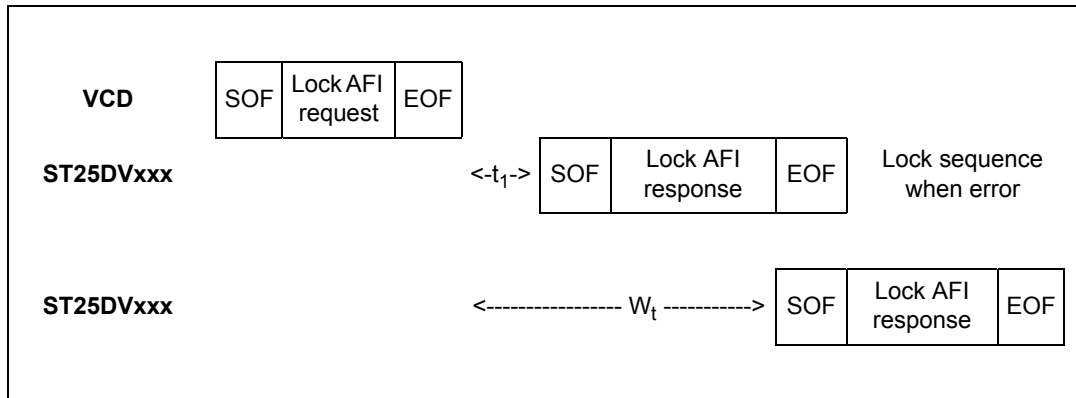 VCD SOF Lock AFI request EOF
ST25DVxxx <-t₁-> SOF Lock AFI response EOF Lock sequence when error
ST25DVxxx <----------------- Wₜ -----------> SOF Lock AFI response EOF